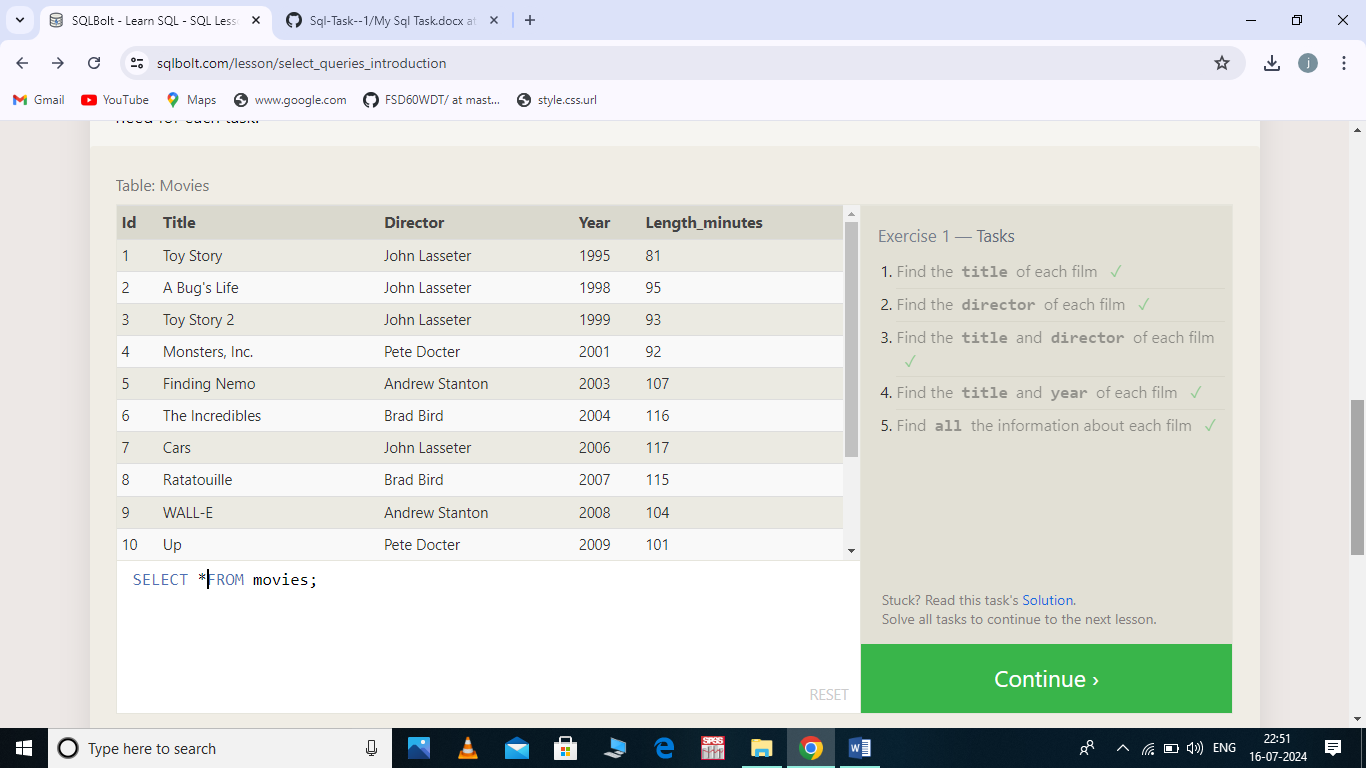 SQLBolt - Learn SQL - SQL Less
Sql-Task--1/My Sql Task.docx at
sqlbolt.com/lesson/select_queries_introduction
j
Gmail YouTube Maps www.google.com FSD60WDT/ at mast... style.css.url
need for each task.
Table: Movies
Id Title Director Year Length_minutes
1 Toy Story John Lasseter 1995 81
2 A Bug's Life John Lasseter 1998 95
3 Toy Story 2 John Lasseter 1999 93
4 Monsters, Inc. Pete Docter 2001 92
5 Finding Nemo Andrew Stanton 2003 107
6 The Incredibles Brad Bird 2004 116
7 Cars John Lasseter 2006 117
8 Ratatouille Brad Bird 2007 115
9 WALL-E Andrew Stanton 2008 104
10 Up Pete Docter 2009 101
SELECT *FROM movies;
RESET
Exercise 1 — Tasks
1. Find the title of each film ✓
2. Find the director of each film ✓
3. Find the title and director of each film
✓
4. Find the title and year of each film ✓
5. Find all the information about each film ✓
Stuck? Read this task's Solution.
Solve all tasks to continue to the next lesson.
Continue ›
Type here to search
SPSS
ENG
22:51
16-07-2024